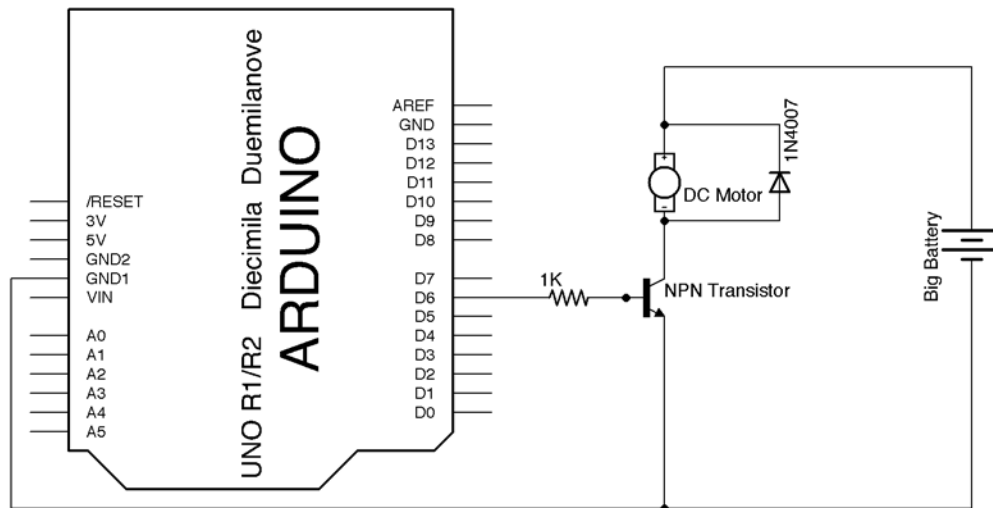 /RESET
3V
5V
GND2
GND1
VIN
A0
A1
A2
A3
A4
A5
UNO R1/R2 Diecimila Duemilanove
ARDUINO
AREF
GND
D13
D12
D11
D10
D9
D8
D7
D6
D5
D4
D3
D2
D1
D0
1K
+
DC Motor
-
1N4007
NPN Transistor
Big Battery